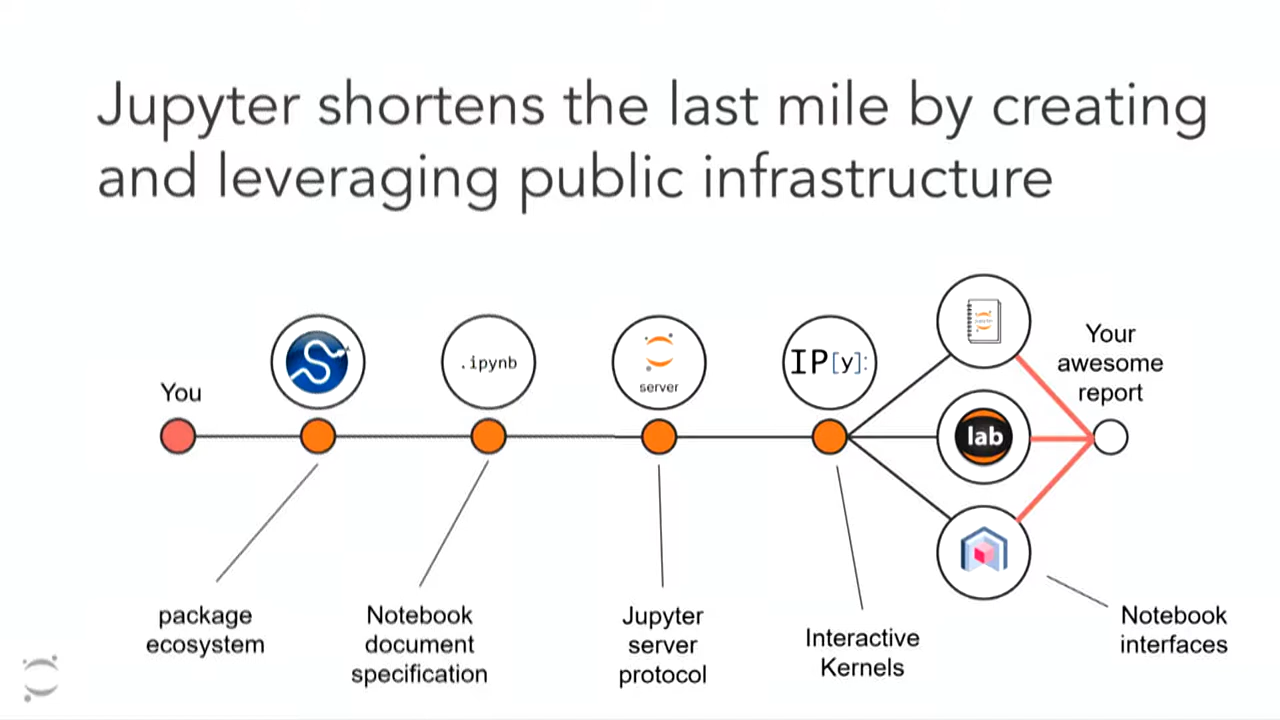 Jupyter shortens the last mile by creating
and leveraging public infrastructure
You
.ipynb
server
IP[y]:
lab
Your
awesome
report
package
ecosystem
Notebook
document
specification
Jupyter
server
protocol
Interactive
Kernels
Notebook
interfaces